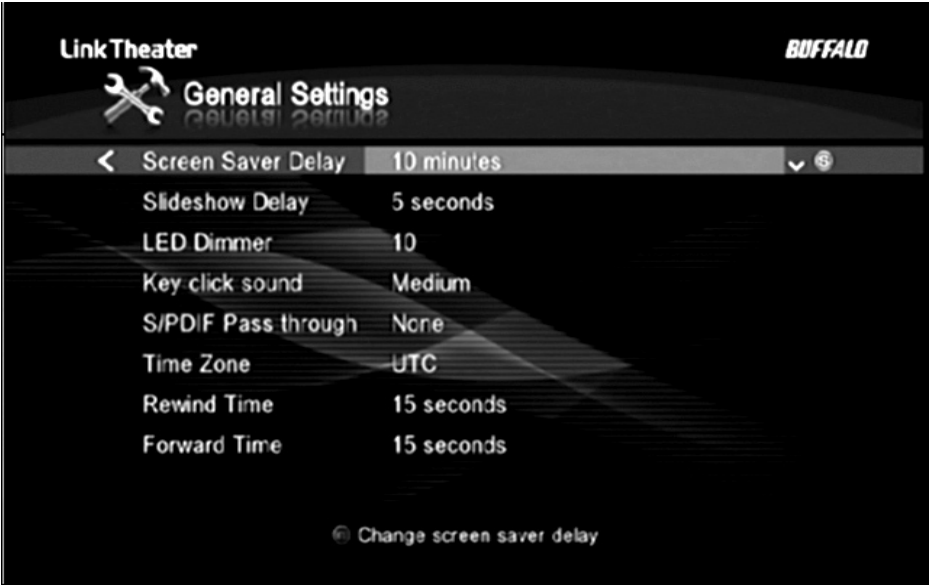 LinkTheater
BUFFALO
General Settings
Screen Saver Delay 10 minutes
Slideshow Delay 5 seconds
LED Dimmer 10
Key click sound Medium
S/PDIF Pass through None
Time Zone UTC
Rewind Time 15 seconds
Forward Time 15 seconds
Change screen saver delay